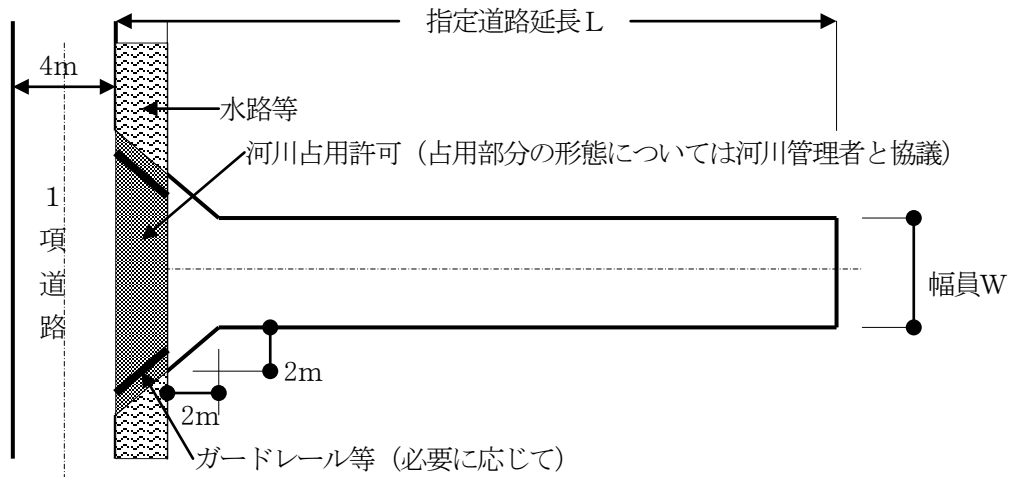 指定道路延長L
4m
水路等
河川占用許可（占用部分の形態については河川管理者と協議）
1項道路
幅員W
2m
2m
ガードレール等（必要に応じて）